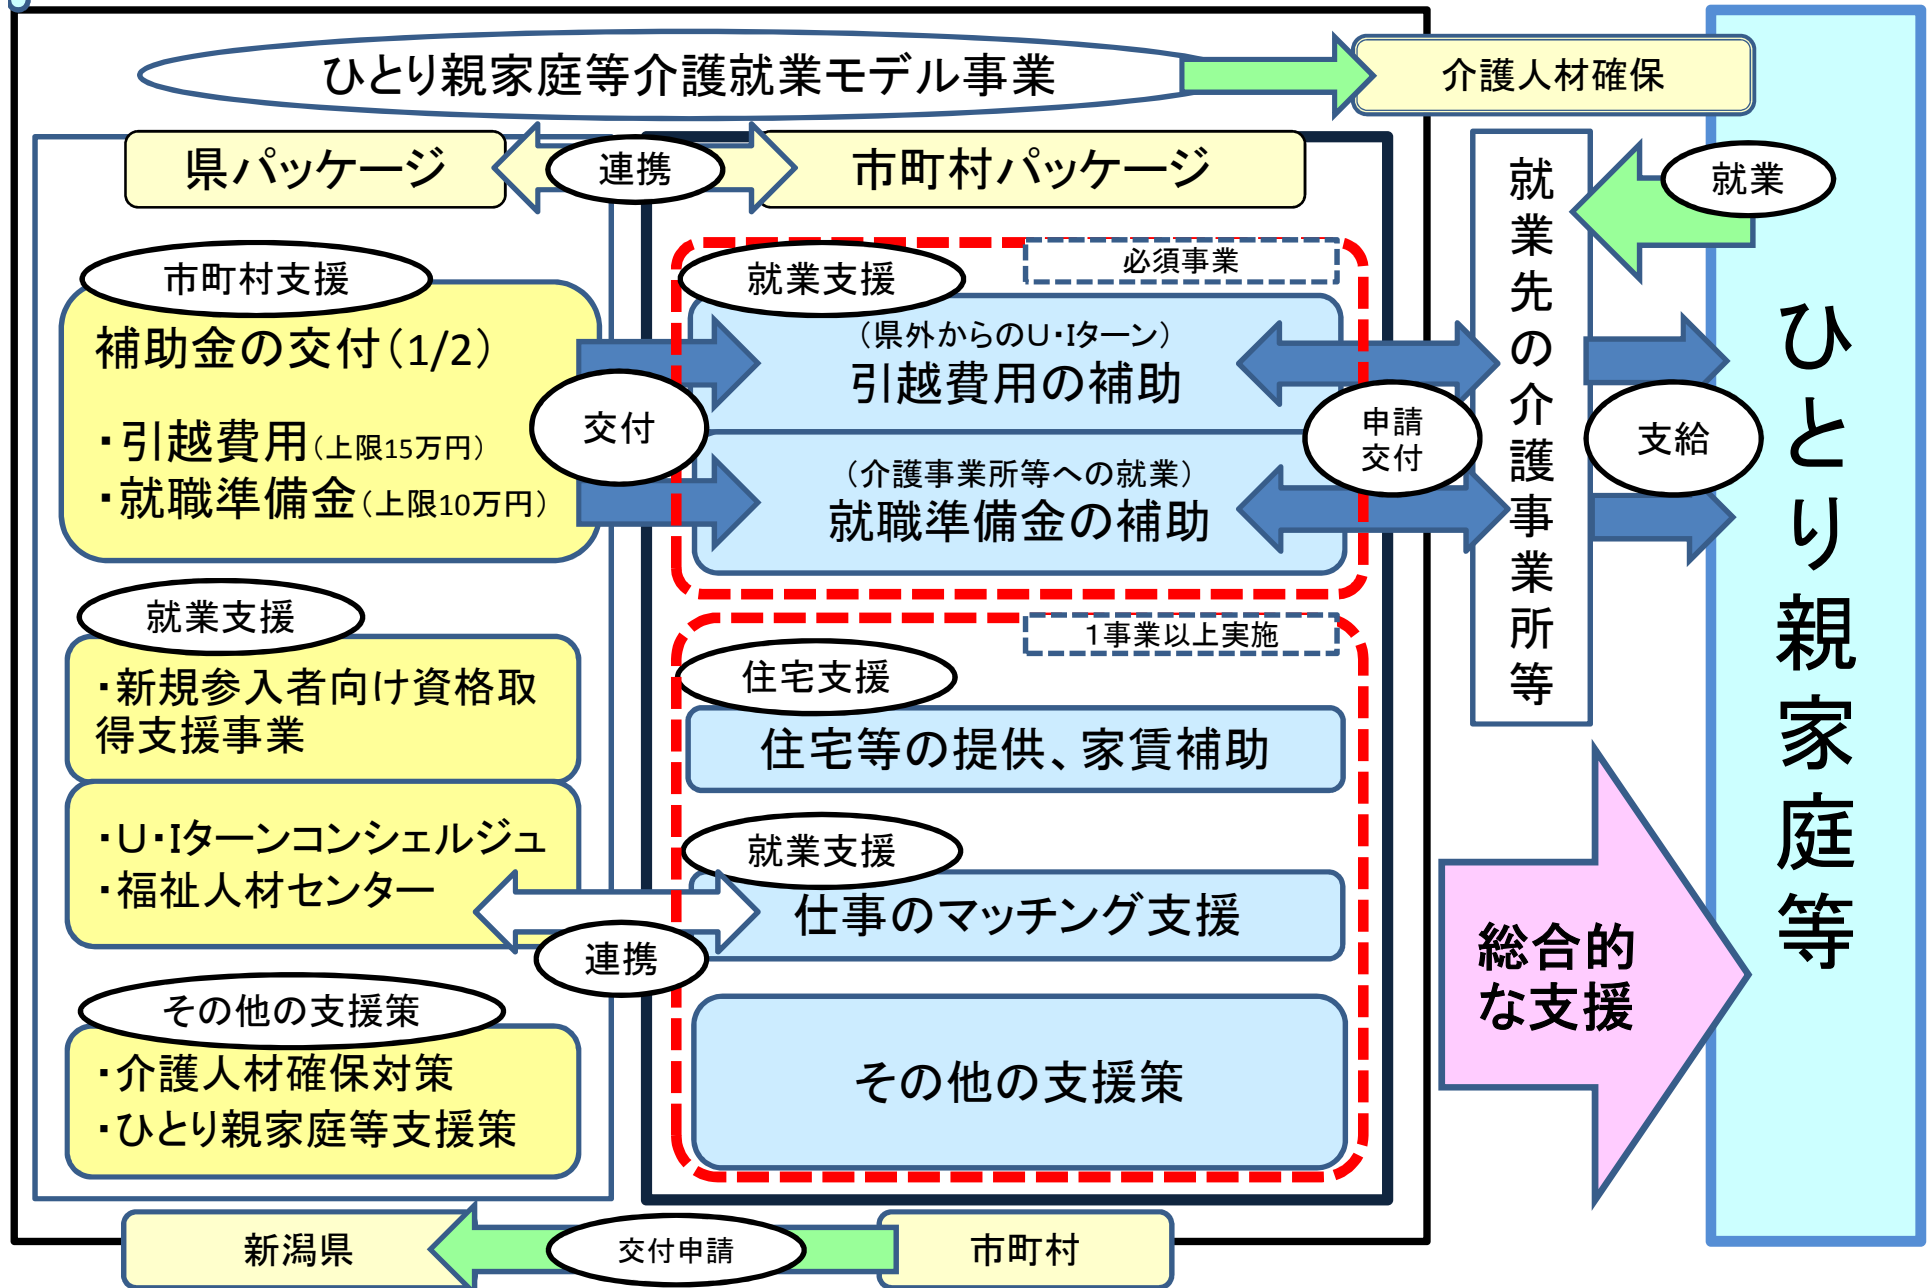 ひとり親家庭等介護就業モデル事業
介護人材確保
県パッケージ
連携
市町村パッケージ
市町村支援
補助金の交付（1/2）
・引越費用（上限15万円）
・就職準備金（上限10万円）
交付
就業支援
必須事業
（県外からのU・Iターン）
引越費用の補助
（介護事業所等への就業）
就職準備金の補助
申請
交付
就業先の介護事業所等
就業
支給
ひとり親家庭等
就業支援
・新規参入者向け資格取
得支援事業
・U・Iターンコンシェルジュ
・福祉人材センター
連携
1事業以上実施
住宅支援
住宅等の提供、家賃補助
就業支援
仕事のマッチング支援
その他の支援策
・介護人材確保対策
・ひとり親家庭等支援策
その他の支援策
総合的
な支援
新潟県
交付申請
市町村